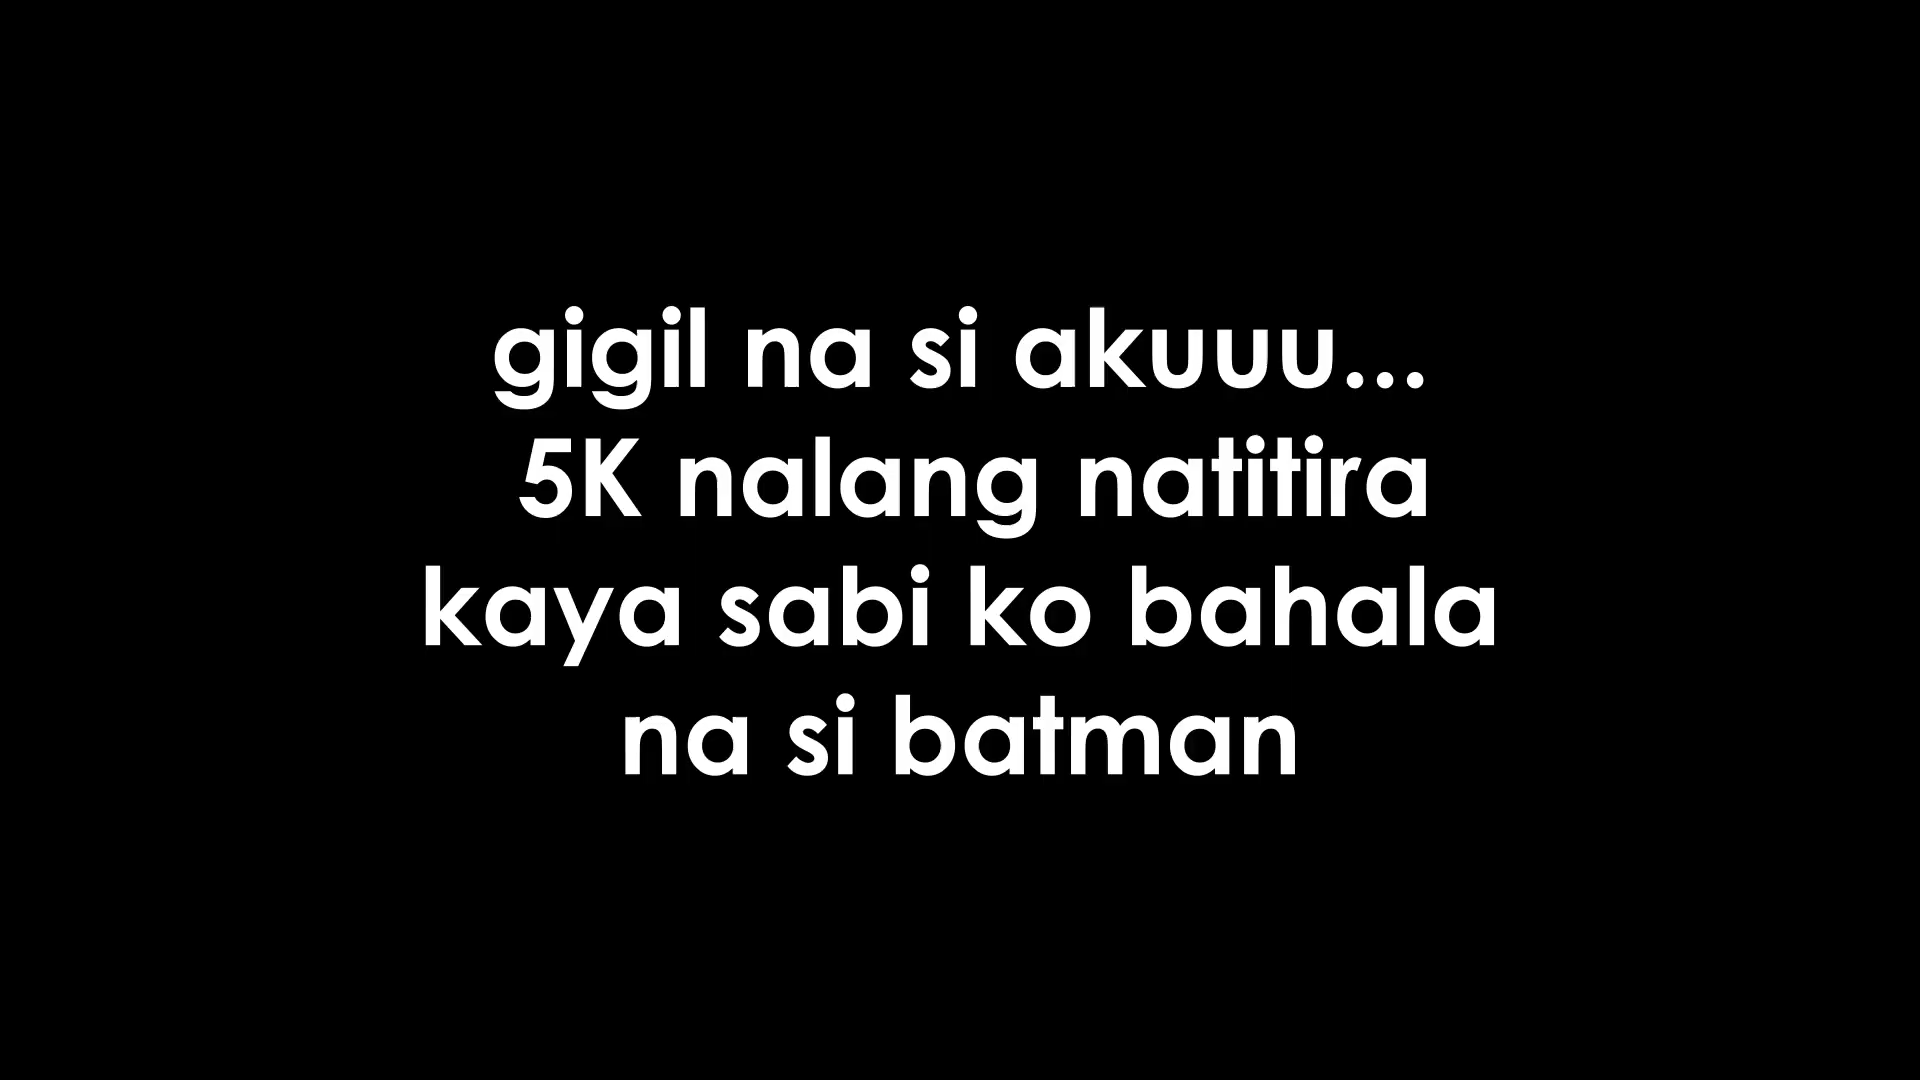 gigil na si akuuu...
5K nalang natitira
kaya sabi ko bahala
na si batman